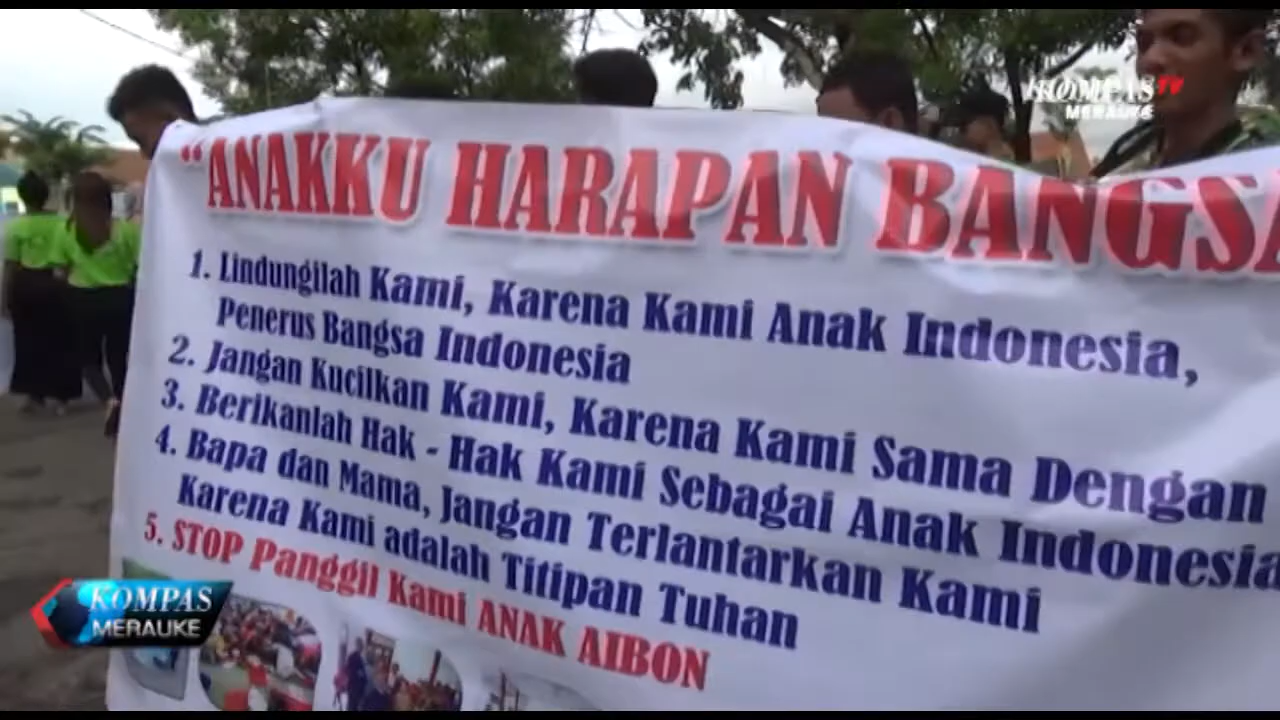 KOMPAS TV
MERAUKE
"ANAKKU HARAPAN BANGSA
1. Lindungilah Kami, Karena Kami Anak Indonesia,
Penerus Bangsa Indonesia
2. Jangan Kucilkan Kami, Karena Kami Sama Dengan
3. Berikanlah Hak - Hak Kami Sebagai Anak Indonesia
4. Bapa dan Mama, Jangan Terlantarkan Kami
Karena Kami adalah Titipan Tuhan
5. STOP Panggil Kami ANAK AIBON
KOMPAS
MERAUKE